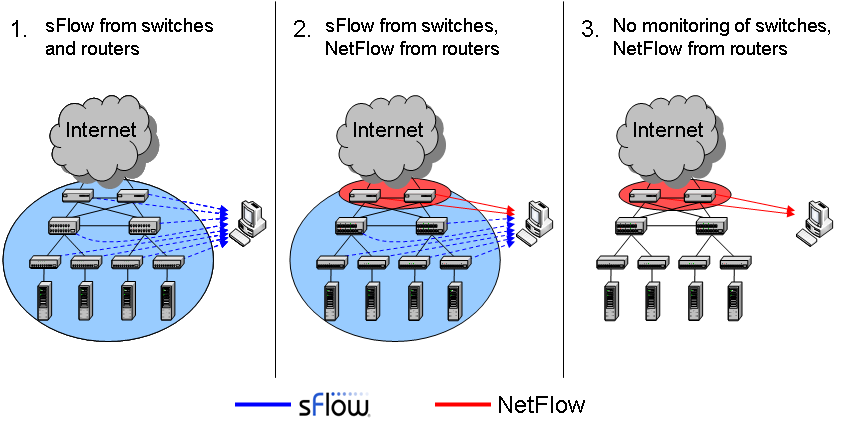 1. sFlow from switches
and routers
2. sFlow from switches,
NetFlow from routers
3. No monitoring of switches,
NetFlow from routers
Internet
Internet
Internet
sFlow
NetFlow